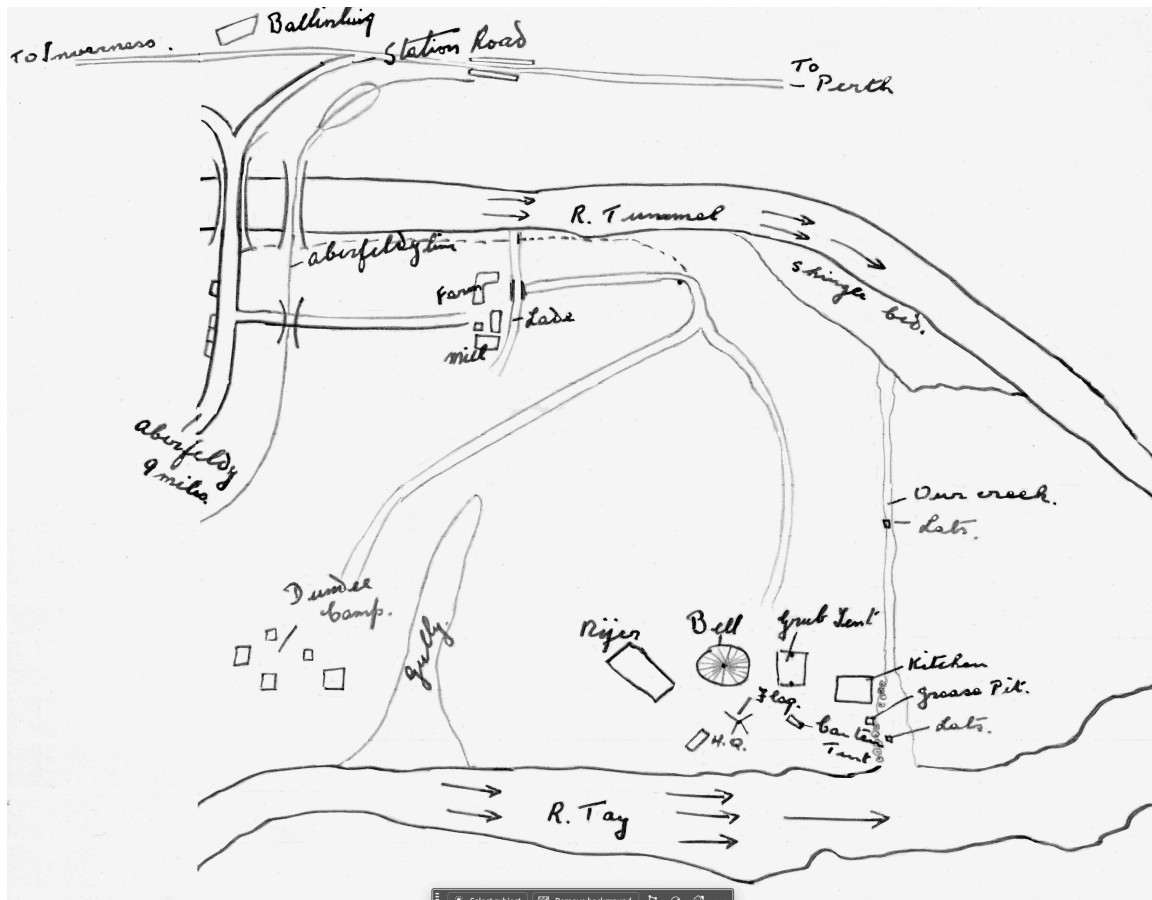 Ballinluig
To Inverness.
Station Road
To
Perth
R. Tummel
Aberfeldy line
Shingle bed.
Farm
Lade
Mill
Aberfeldy
9 miles.
Our creek.
Lats.
Dundee
Camp.
gully.
Bell
Grub Tent
Kitchen
Grease Pit.
Flag.
Lats.
H.Q.
Canteen
Tent
R. Tay